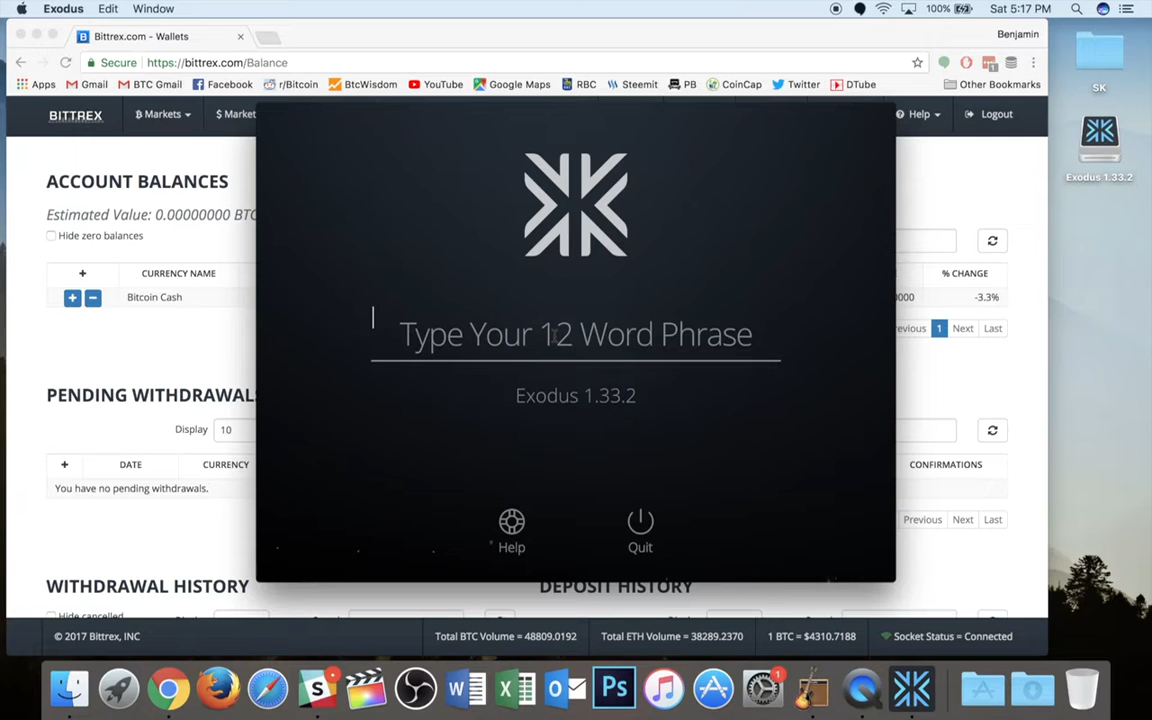 Exodus Edit Window 100% Sat 5:17 PM
Bittrex.com - Wallets Benjamin
Secure https://bittrex.com/Balance
Apps Gmail BTC Gmail Facebook r/Bitcoin BtcWisdom YouTube Google Maps RBC Steemit PB CoinCap Twitter DTube Other Bookmarks
SK
BITTREX Markets $ Market Help Logout
Exodus 1.33.2
ACCOUNT BALANCES
Estimated Value: 0.00000000 BTC
Hide zero balances
+ CURRENCY NAME % CHANGE
Bitcoin Cash 0000 -3.3%
Type Your 12 Word Phrase
evious 1 Next Last
Exodus 1.33.2
PENDING WITHDRAWALS
Display 10
+ DATE CURRENCY CONFIRMATIONS
You have no pending withdrawals.
Previous Next Last
Help Quit
WITHDRAWAL HISTORY DEPOSIT HISTORY
Hide cancelled
© 2017 Bittrex, INC Total BTC Volume = 48809.0192 Total ETH Volume = 38289.2370 1 BTC = $4310.7188 Socket Status = Connected
S W X O Ps 1